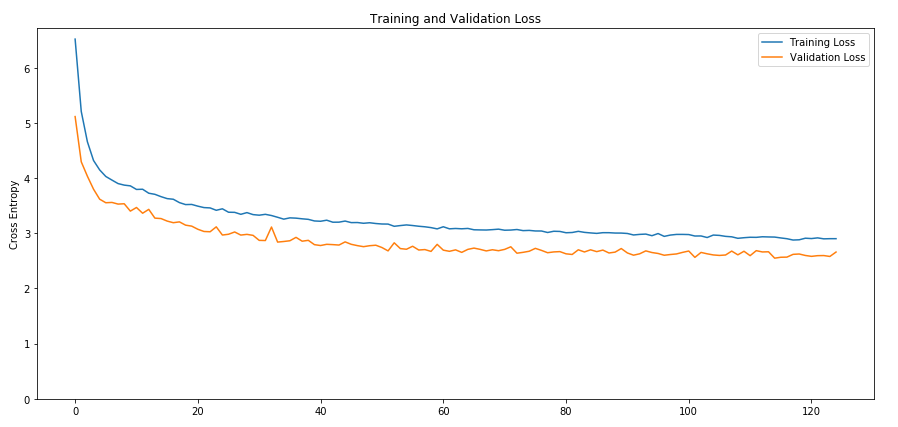 Training and Validation Loss
Training Loss
Validation Loss
Cross Entropy
6
5
4
3
2
1
0
0 20 40 60 80 100 120